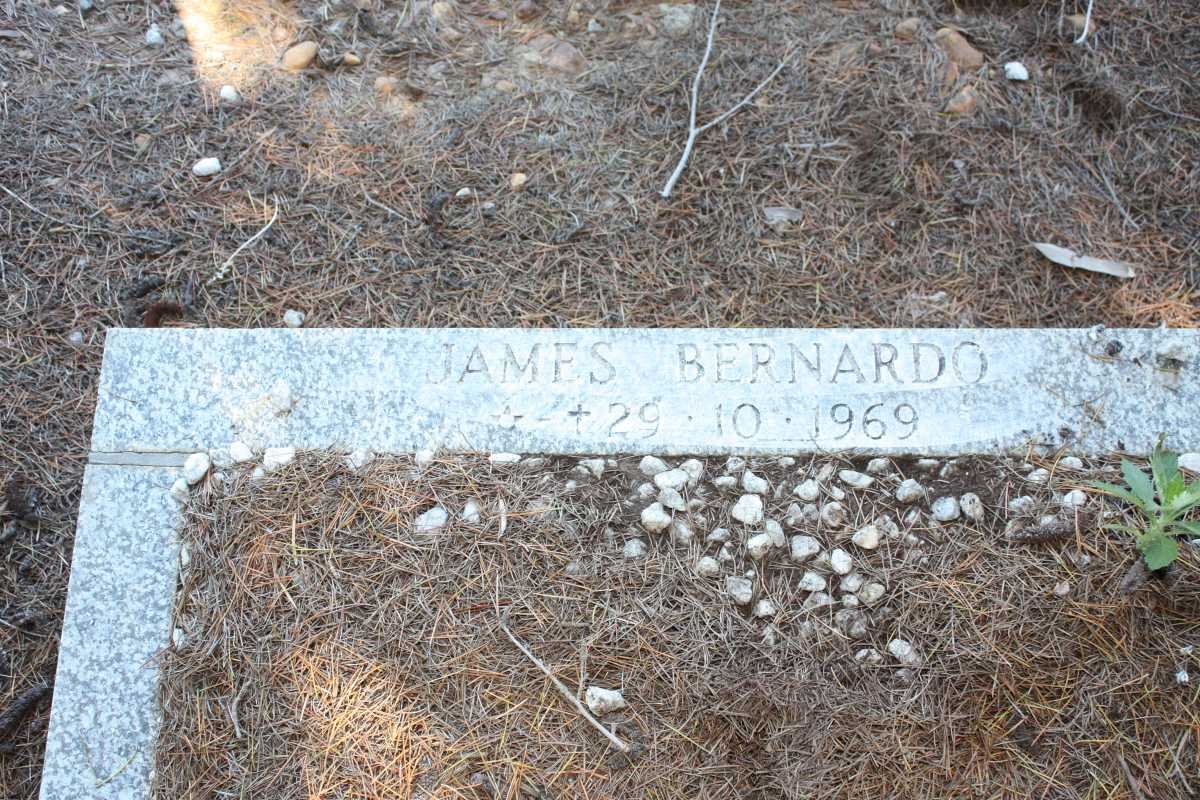 JAMES BERNARDO
☆ - ✝ 29 · 10 · 1969